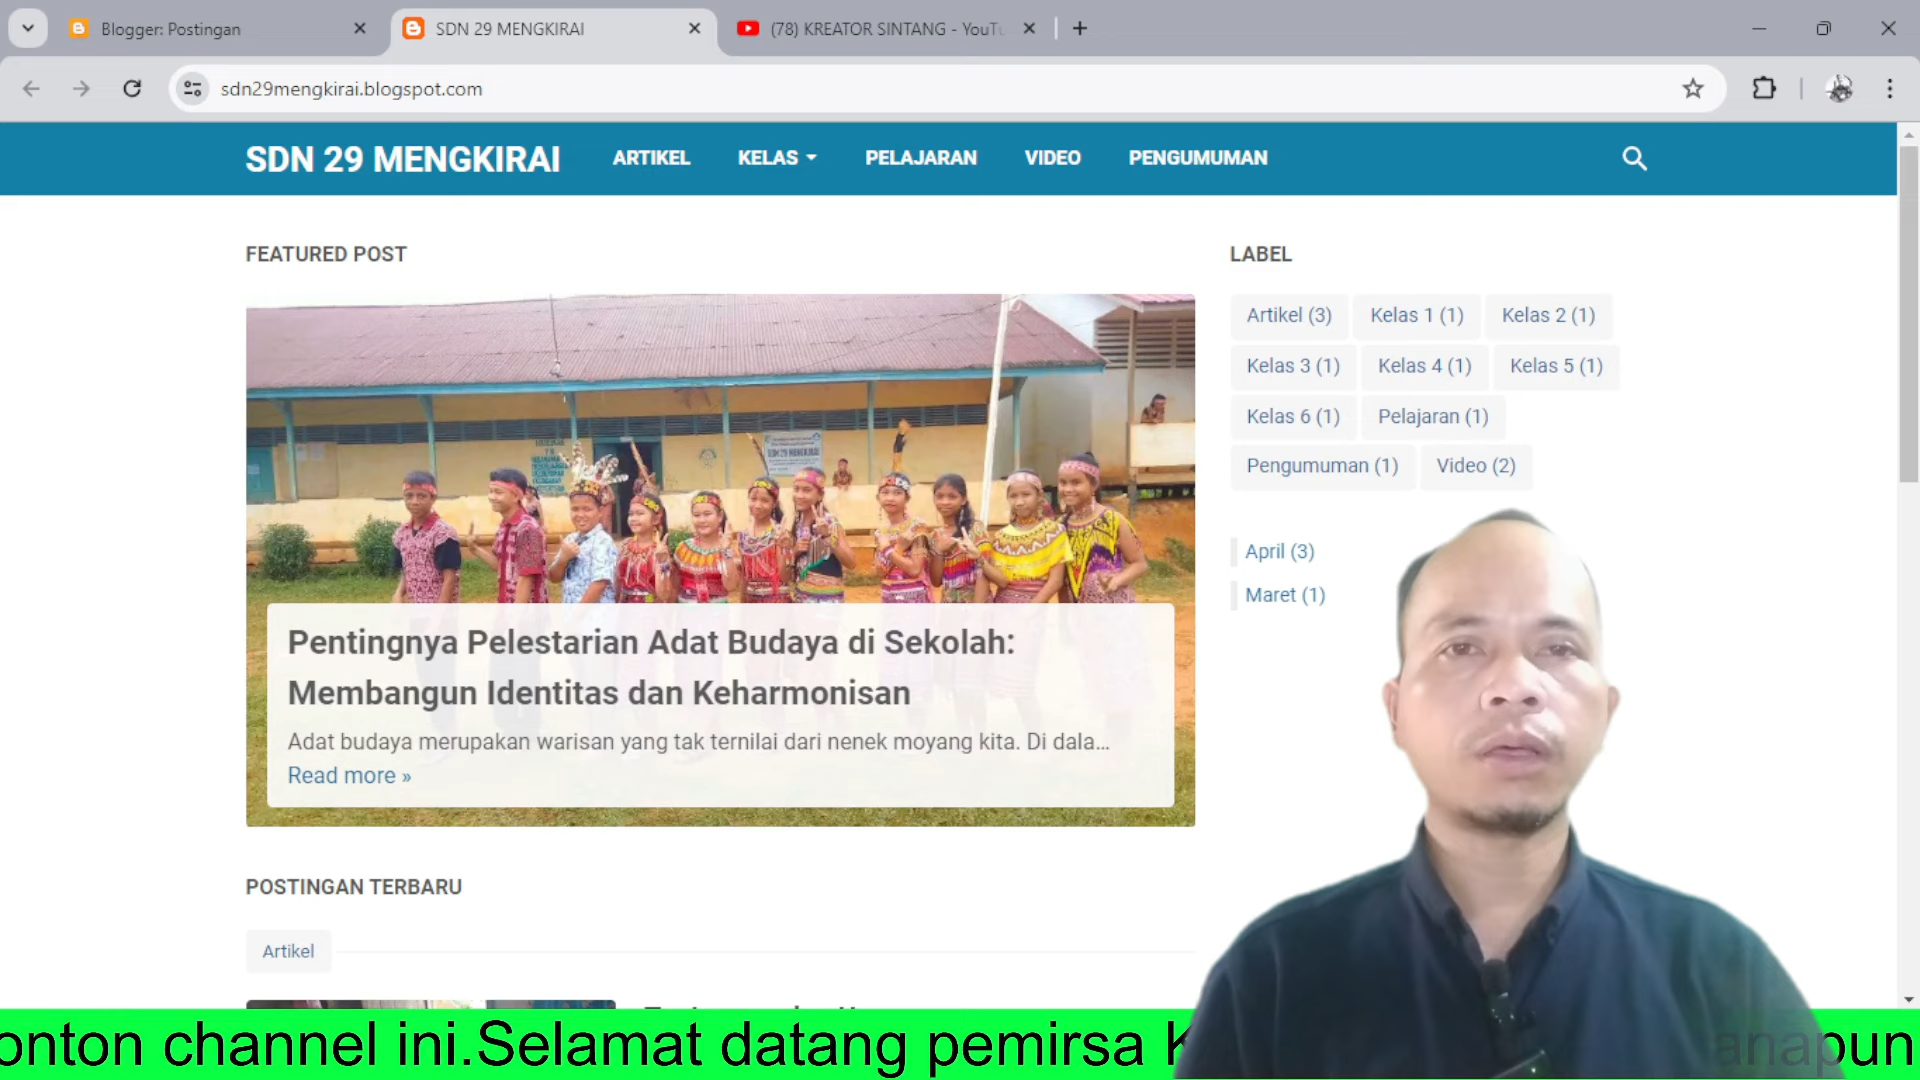 Blogger: Postingan
SDN 29 MENGKIRAI
(78) KREATOR SINTANG - YouTu
sdn29mengkirai.blogspot.com
SDN 29 MENGKIRAI
ARTIKEL
KELAS
PELAJARAN
VIDEO
PENGUMUMAN
FEATURED POST
SDN 29 MENGKIRAI
Pentingnya Pelestarian Adat Budaya di Sekolah:
Membangun Identitas dan Keharmonisan
Adat budaya merupakan warisan yang tak ternilai dari nenek moyang kita. Di dala...
Read more »
LABEL
Artikel (3)
Kelas 1 (1)
Kelas 2 (1)
Kelas 3 (1)
Kelas 4 (1)
Kelas 5 (1)
Kelas 6 (1)
Pelajaran (1)
Pengumuman (1)
Video (2)
April (3)
Maret (1)
POSTINGAN TERBARU
Artikel
onton channel ini.Selamat datang pemirsa K anapun